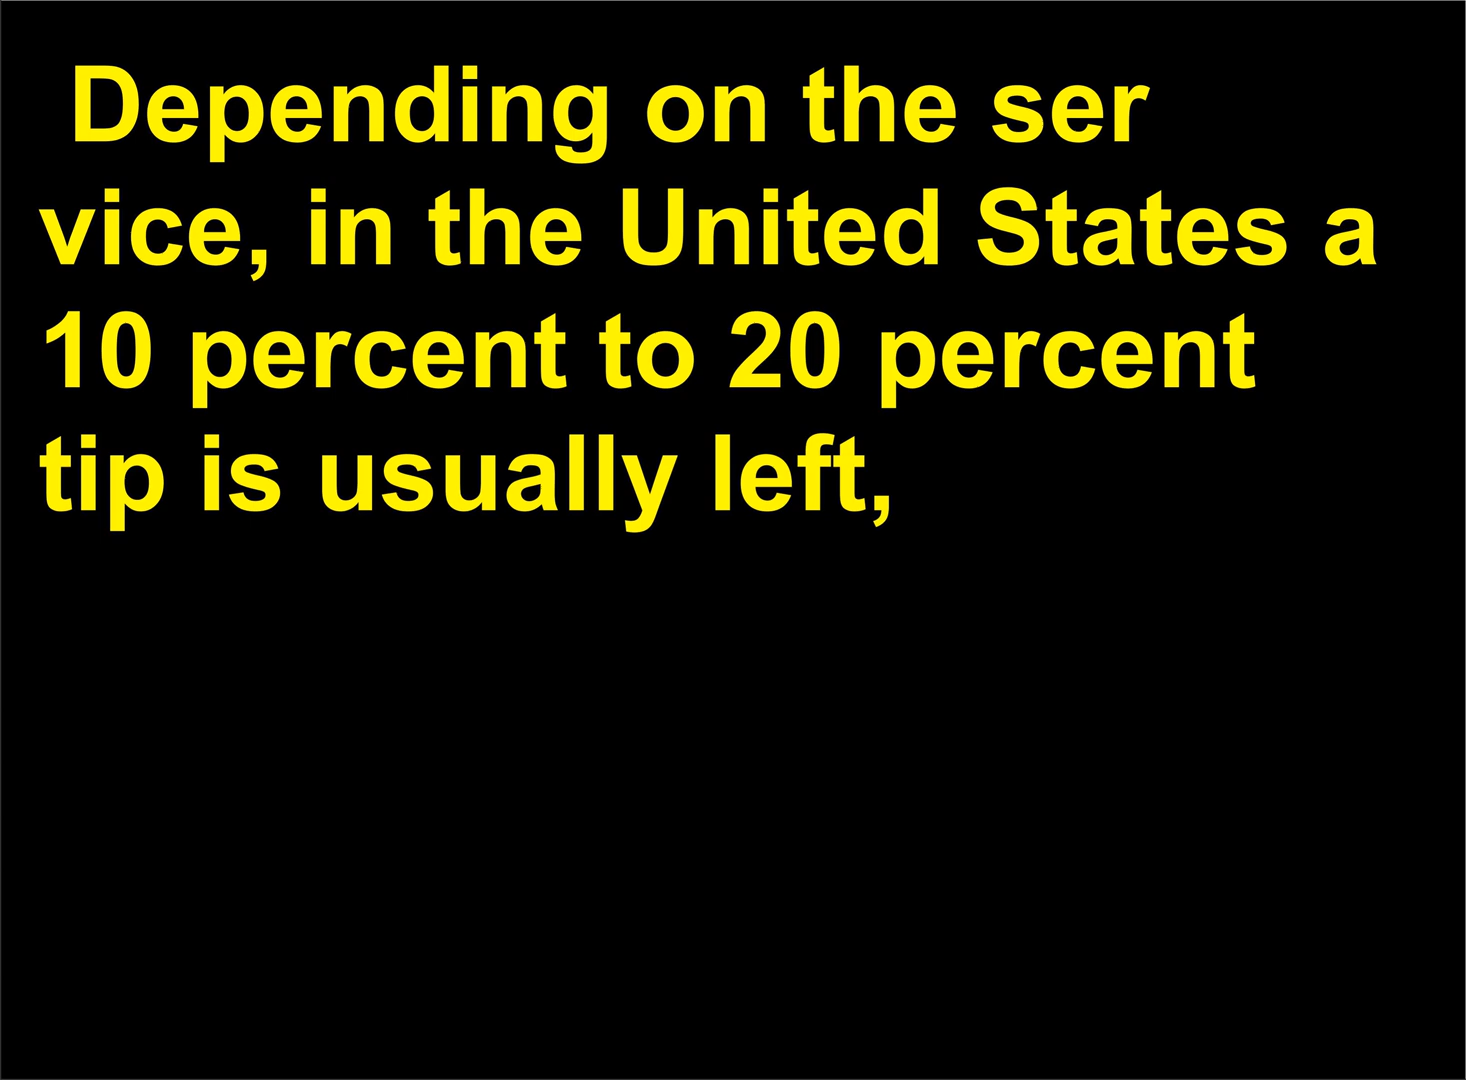 Depending on the ser
vice, in the United States a
10 percent to 20 percent
tip is usually left,